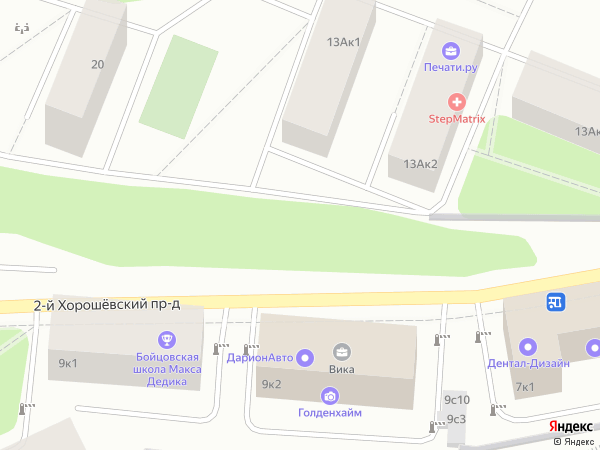 13Ак1
20
Печати.ру
StepMatrix
13Ак2
2-й Хорошёвский пр-д
Бойцовская
школа Макса
Дедика
9к1
ДарионАвто
Вика
9к2
Голденхайм
Дентал-Дизайн
7к1
9с10
9с3
Яндекс
© Яндекс